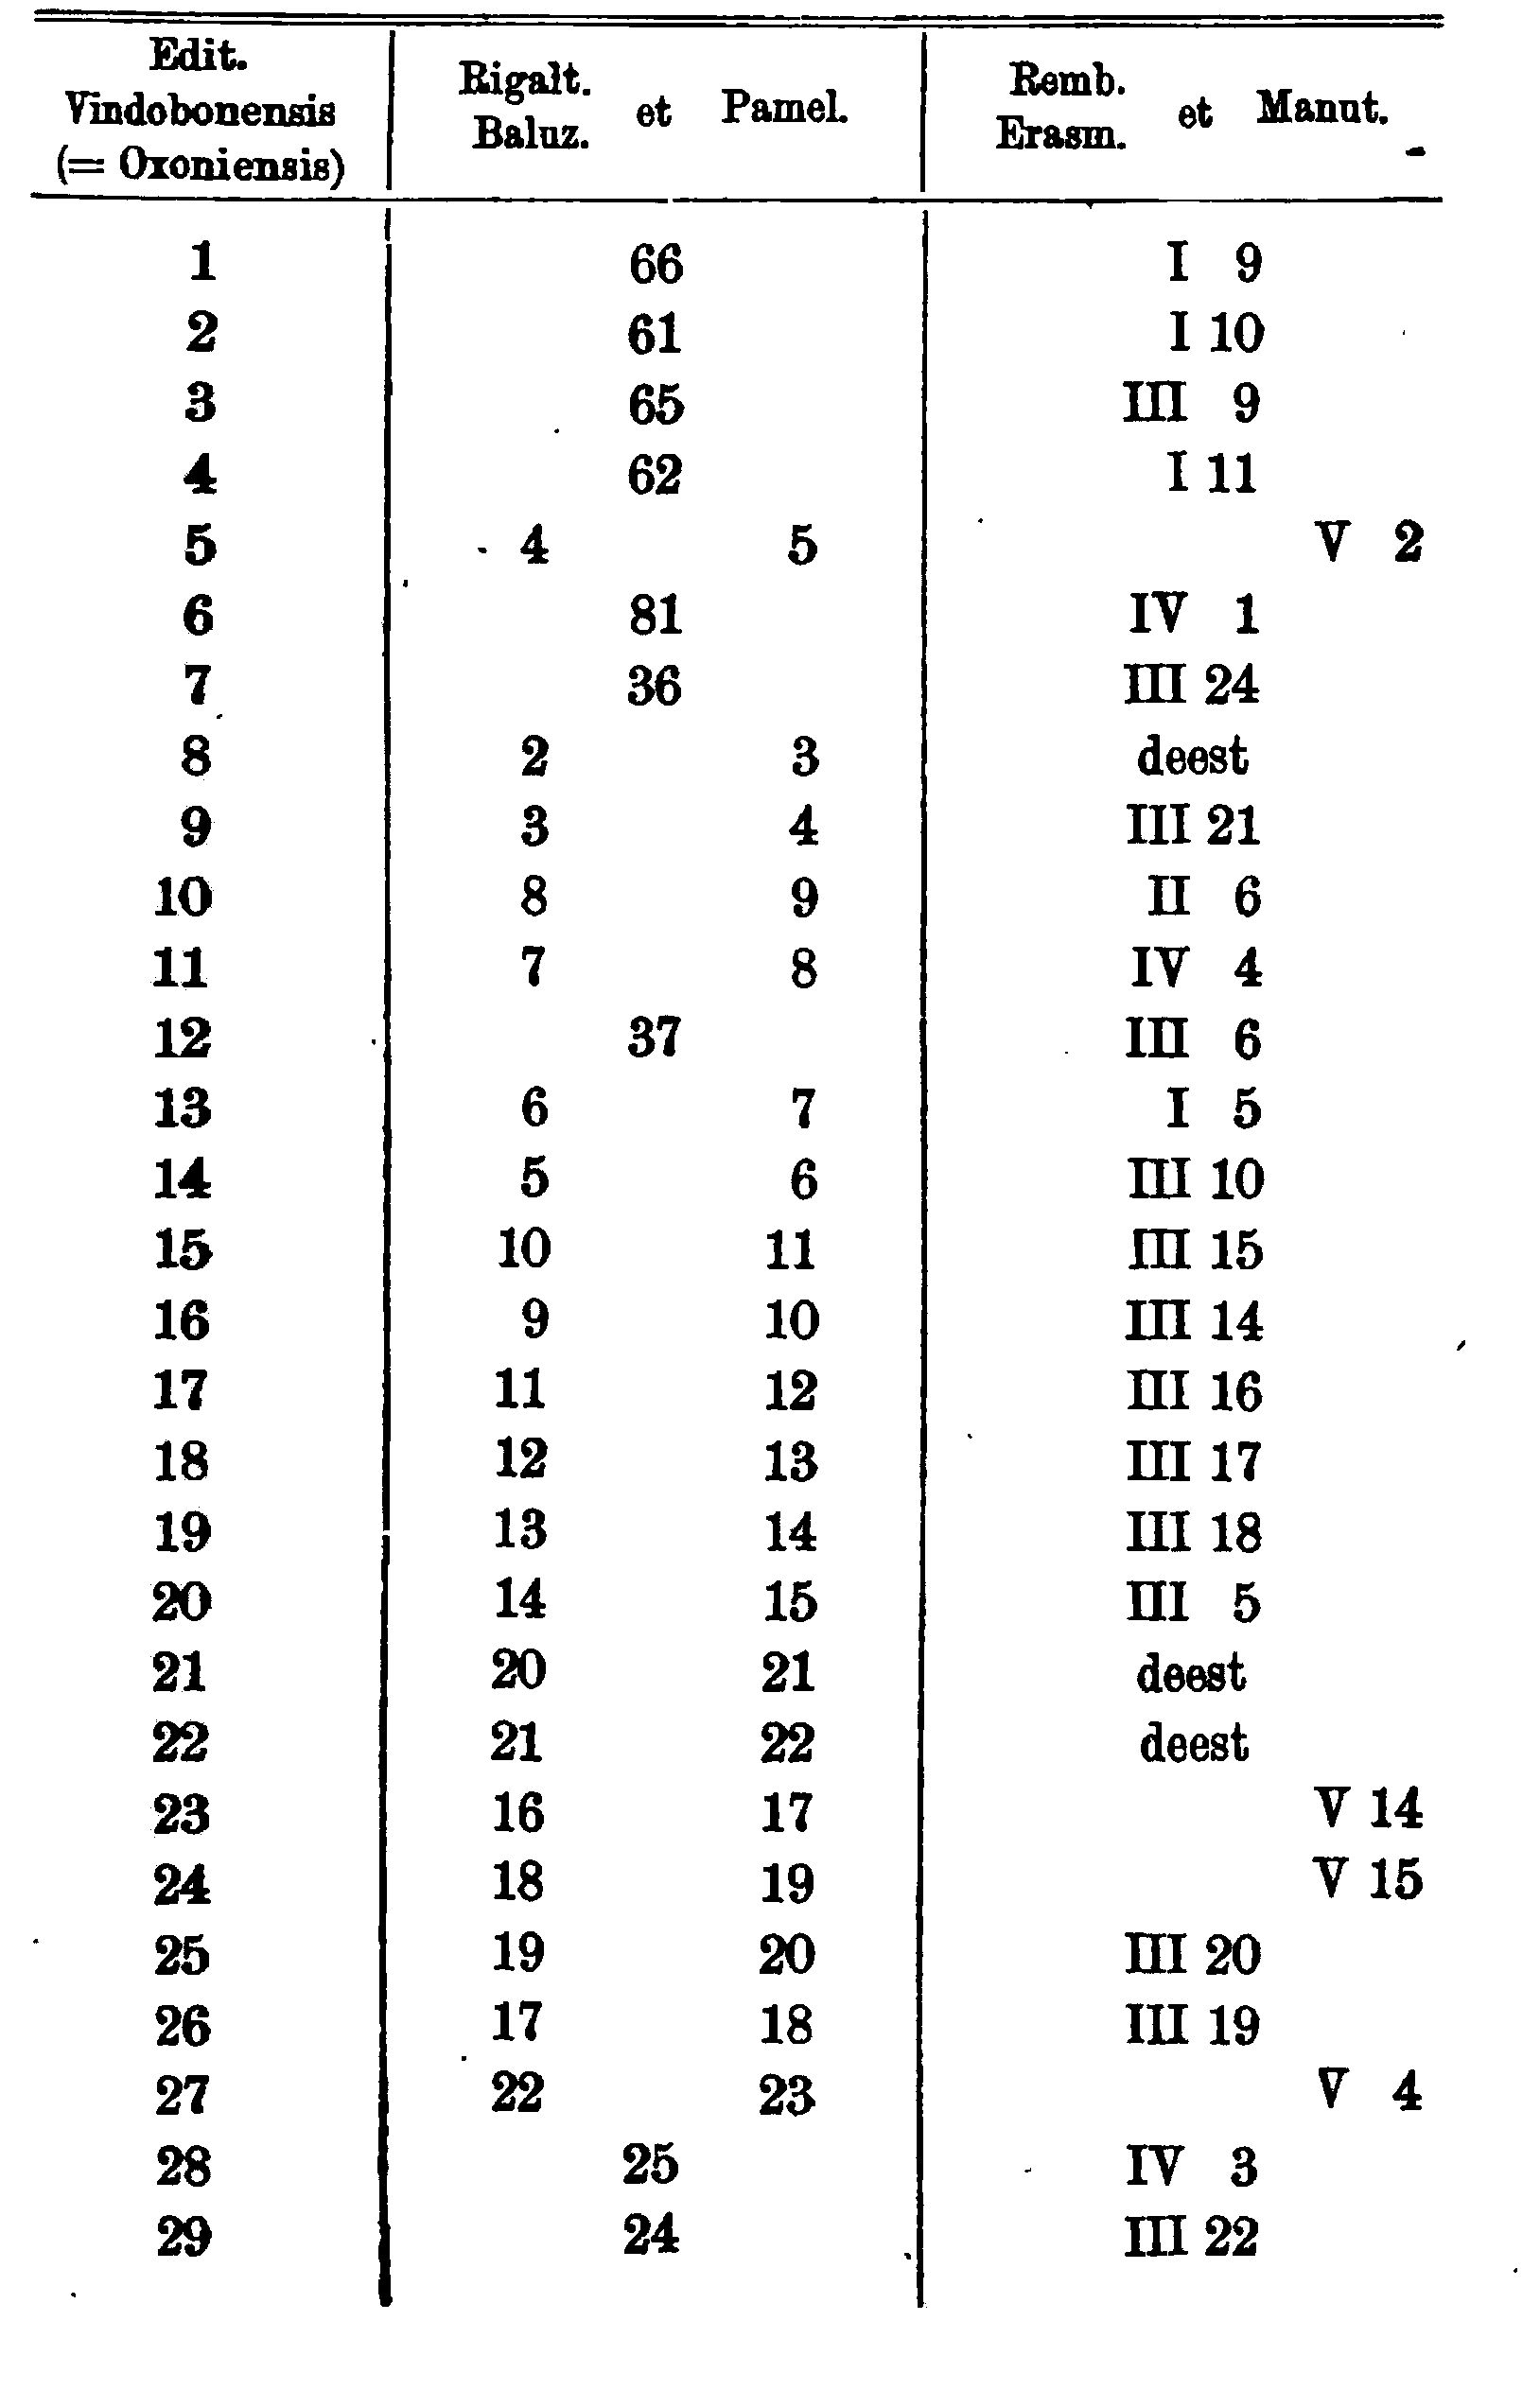 Edit. Vindobonensis (= Oxoniensis) Rigalt. Baluz. et Pamel. Remb. Erasm. et Manut.
1 66 I 9
2 61 I 10
3 65 III 9
4 62 I 11
5 4 5 V 2
6 81 IV 1
7 36 III 24
8 2 3 deest
9 3 4 III 21
10 8 9 II 6
11 7 8 IV 4
12 37 III 6
13 6 7 I 5
14 5 6 III 10
15 10 11 III 15
16 9 10 III 14
17 11 12 III 16
18 12 13 III 17
19 13 14 III 18
20 14 15 III 5
21 20 21 deest
22 21 22 deest
23 16 17 V 14
24 18 19 V 15
25 19 20 III 20
26 17 18 III 19
27 22 23 V 4
28 25 IV 3
29 24 III 22